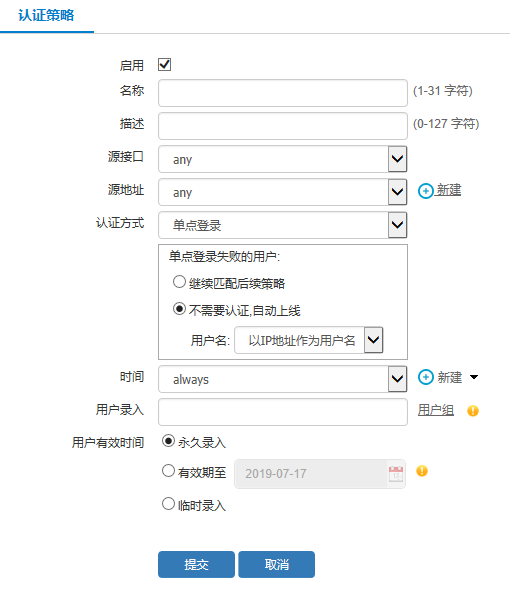 认证策略
启用
名称 (1-31 字符)
描述 (0-127 字符)
源接口 any
源地址 any 新建
认证方式 单点登录
单点登录失败的用户:
继续匹配后续策略
不需要认证,自动上线
用户名: 以IP地址作为用户名
时间 always 新建
用户录入 用户组
用户有效时间 永久录入
有效期至 2019-07-17
临时录入
提交 取消